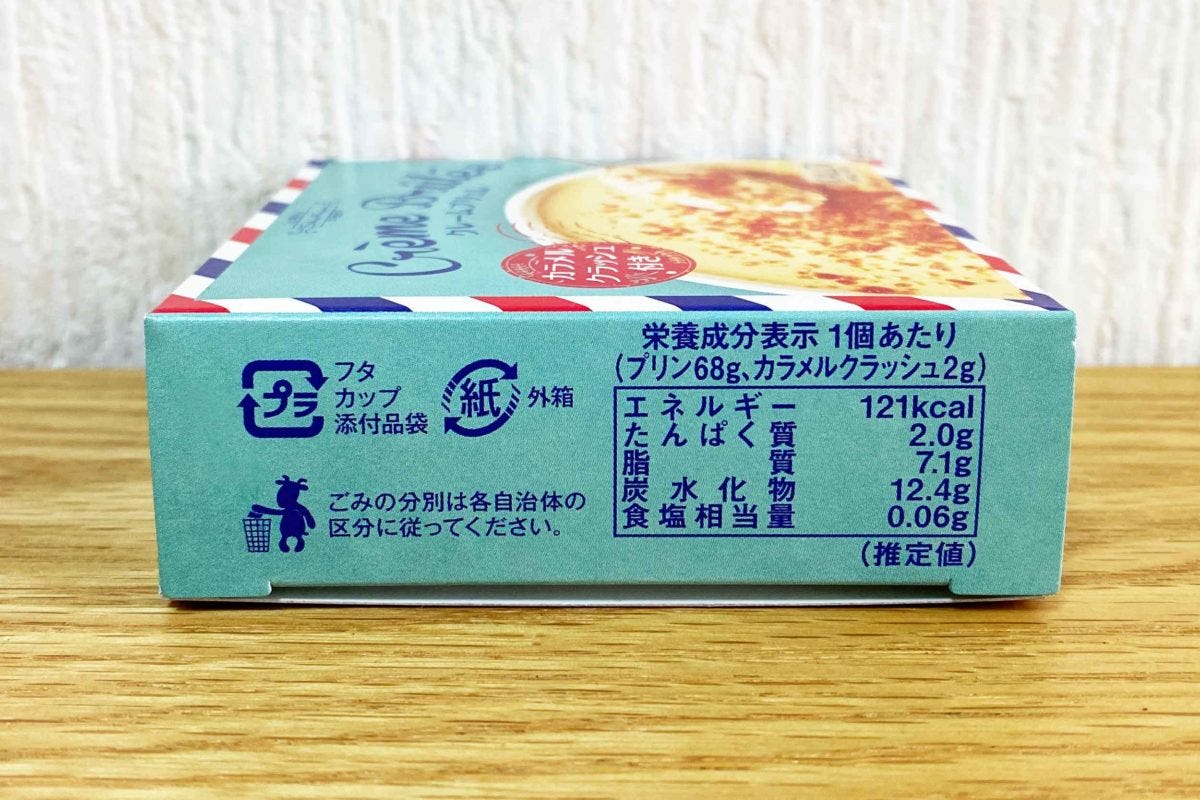 Crème Brûlée
クレームブリュレ
カラメル
クラッシュ
付き
プラ
フタ
カップ
添付品袋
紙
外箱
ごみの分別は各自治体の
区分に従ってください。
栄養成分表示 1個あたり
(プリン68g、カラメルクラッシュ2g)
エネルギー 121kcal
たんぱく質 2.0g
脂質 7.1g
炭水化物 12.4g
食塩相当量 0.06g
(推定値)